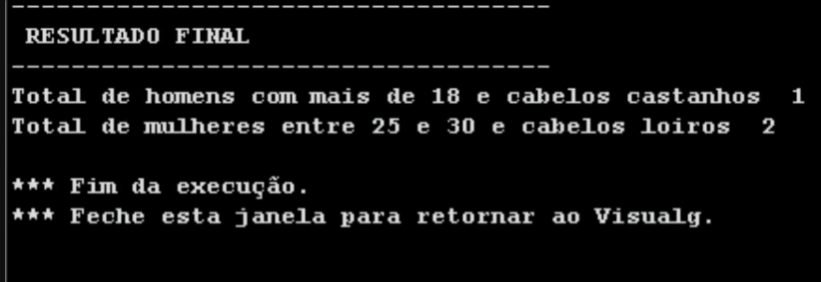 ------------------------------------
RESULTADO FINAL
------------------------------------
Total de homens com mais de 18 e cabelos castanhos  1
Total de mulheres entre 25 e 30 e cabelos loiros  2
*** Fim da execução.
*** Feche esta janela para retornar ao Visualg.